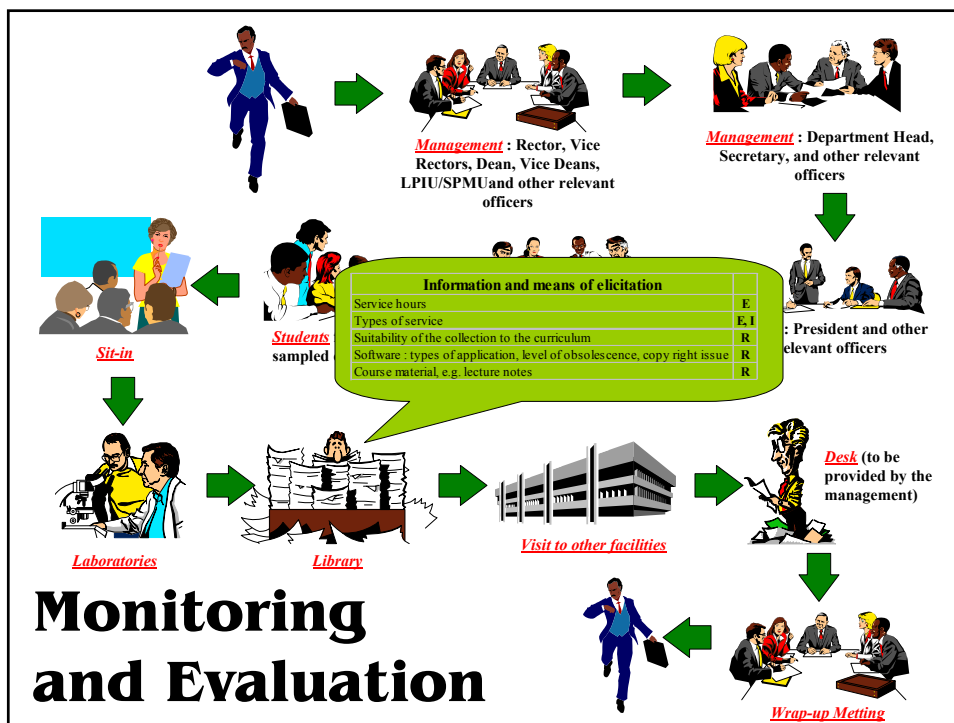 Management : Rector, Vice
Rectors, Dean, Vice Deans,
LPIU/SPMUand other relevant
officers
Management : Department Head,
Secretary, and other relevant
officers
Information and means of elicitation
Service hours E
Types of service E, I
Suitability of the collection to the curriculum R
Software : types of application, level of obsolescence, copy right issue R
Course material, e.g. lecture notes R
Sit-in
Students
sampled
: President and other
relevant officers
Laboratories
Library
Visit to other facilities
Desk (to be
provided by the
management)
Monitoring
and Evaluation
Wrap-up Metting